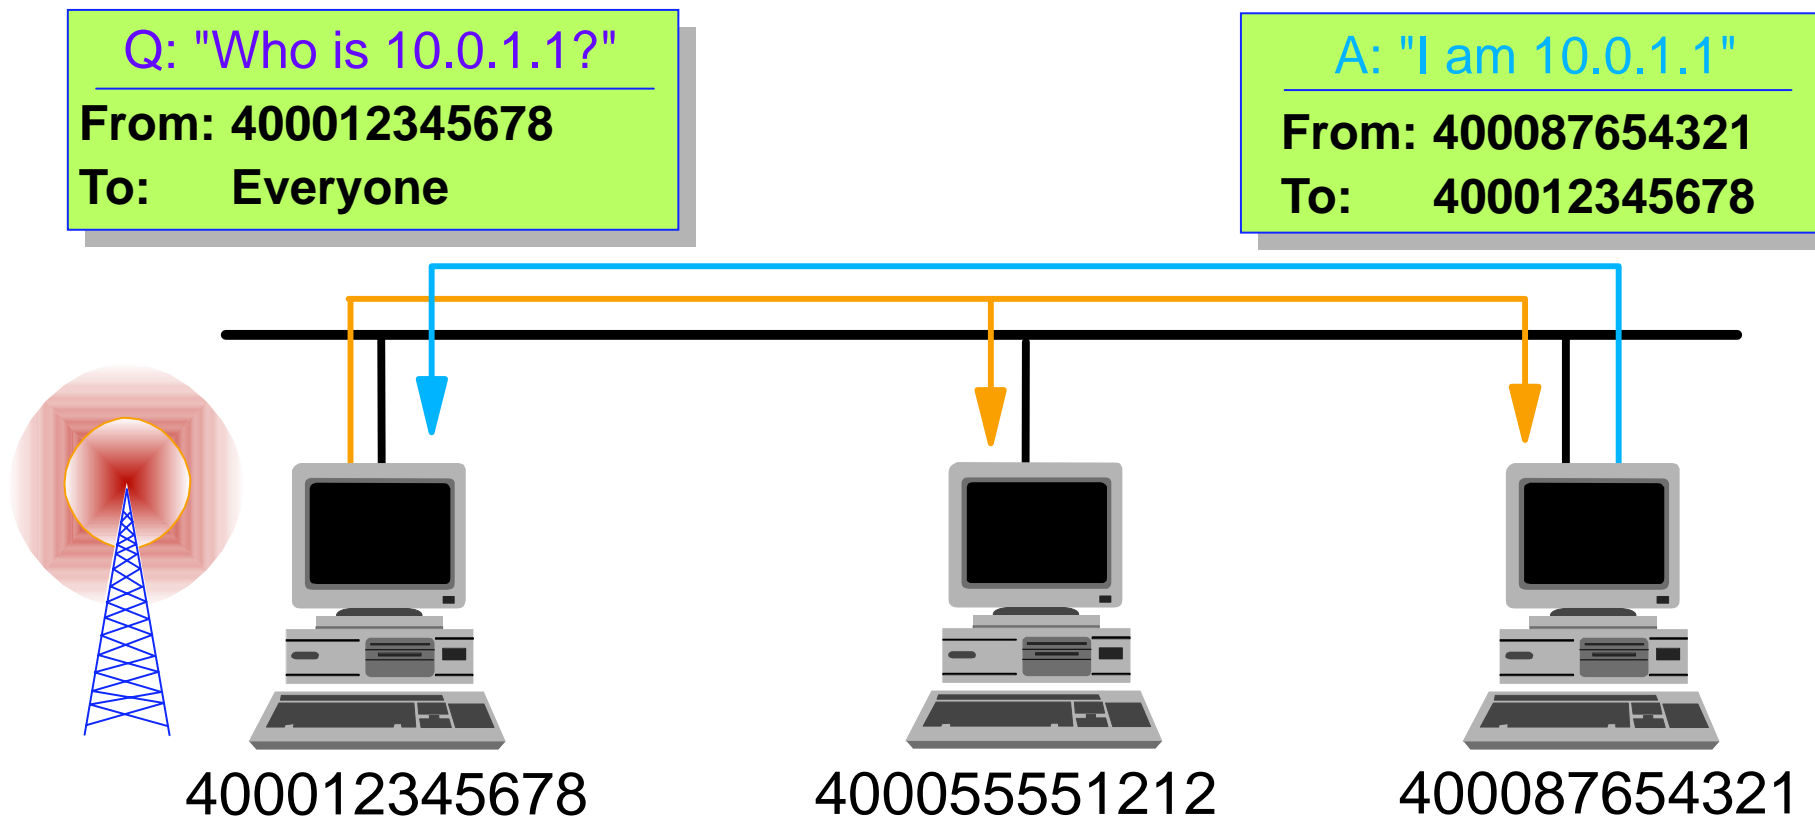 Q: "Who is 10.0.1.1?"
From: 400012345678
To: Everyone
A: "I am 10.0.1.1"
From: 400087654321
To: 400012345678
400012345678
400055551212
400087654321